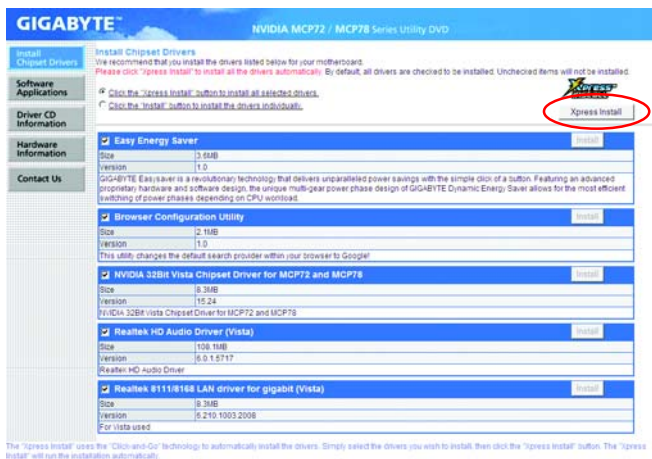 GIGABYTE™
NVIDIA MCP72 / MCP78 Series Utility DVD
Install Chipset Drivers
Software Applications
Driver CD Information
Hardware Information
Contact Us
Install Chipset Drivers
We recommend that you install the drivers listed below for your motherboard.
Please click "Xpress Install" to install all the drivers automatically. By default, all drivers are checked to be installed. Unchecked items will not be installed.
Click the "Xpress Install" button to install all selected drivers.
Click the "Install" button to install the drivers individually.
XPRESS
Xpress Install
Easy Energy Saver
Install
Size 3.6MB
Version 1.0
GIGABYTE Easysaver is a revolutionary technology that delivers unparalleled power savings with the simple click of a button. Featuring an advanced
proprietary hardware and software design, the unique multi-gear power phase design of GIGABYTE Dynamic Energy Saver allows for the most efficient
switching of power phases depending on CPU workload.
Browser Configuration Utility
Install
Size 2.1MB
Version 1.0
This utility changes the default search provider within your browser to Google!
NVIDIA 32Bit Vista Chipset Driver for MCP72 and MCP78
Install
Size 8.3MB
Version 15.24
NVIDIA 32Bit Vista Chipset Driver for MCP72 and MCP78
Realtek HD Audio Driver (Vista)
Install
Size 108.1MB
Version 6.0.1.5717
Realtek HD Audio Driver
Realtek 8111/8168 LAN driver for gigabit (Vista)
Install
Size 8.3MB
Version 6.210.1003.2008
For Vista used
The "Xpress Install" uses the "Click-and-Go" technology to automatically install the drivers. Simply select the drivers you wish to install, then click the "Xpress Install" button. The "Xpress
Install" will run the installation automatically.